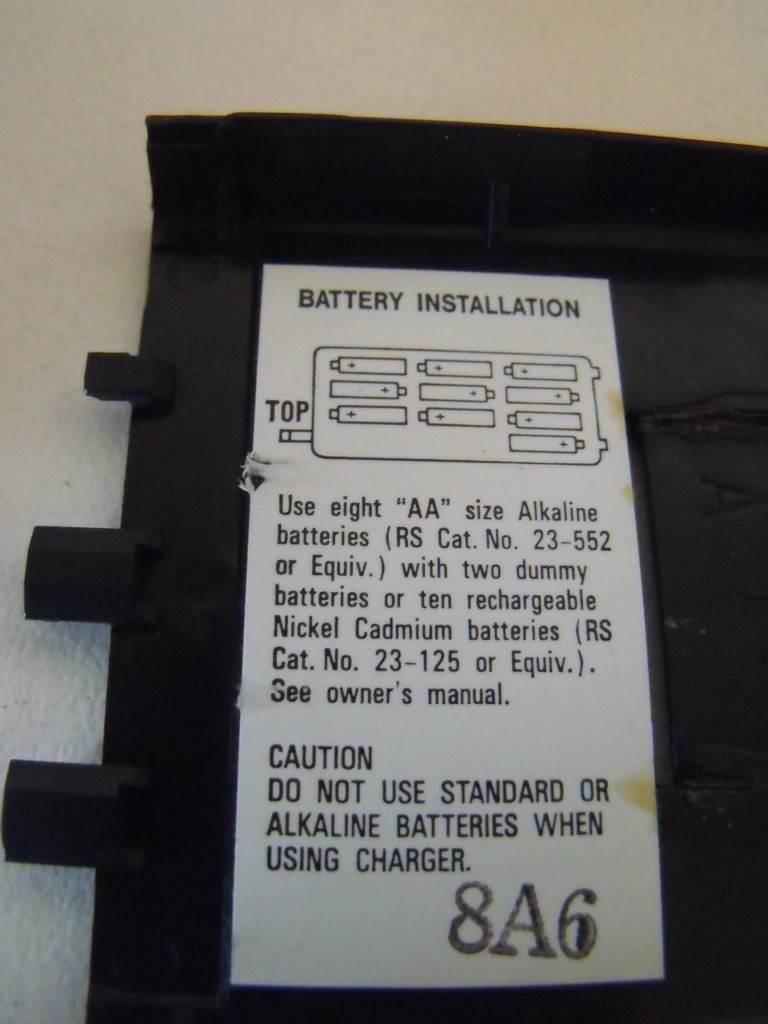 BATTERY INSTALLATION
TOP
Use eight “AA” size Alkaline
batteries (RS Cat. No. 23-552
or Equiv.) with two dummy
batteries or ten rechargeable
Nickel Cadmium batteries (RS
Cat. No. 23-125 or Equiv.).
See owner's manual.
CAUTION
DO NOT USE STANDARD OR
ALKALINE BATTERIES WHEN
USING CHARGER.
8A6